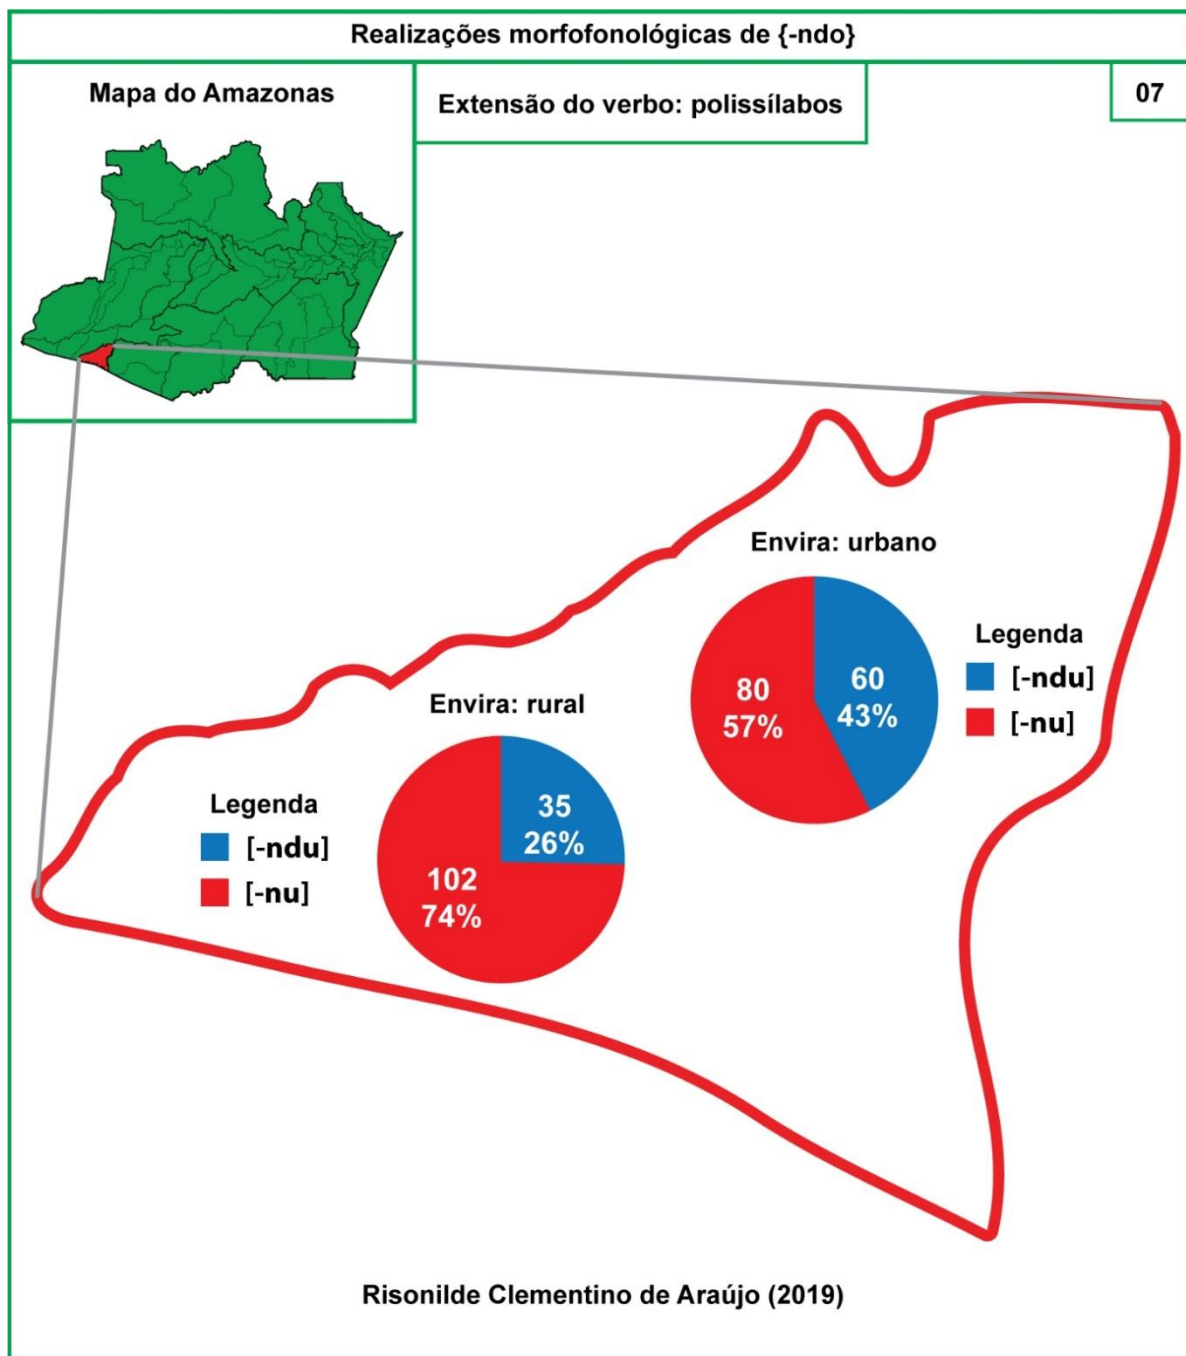 Realizações morfofonológicas de {-ndo}
Mapa do Amazonas
Extensão do verbo: polissílabos
07
Envira: urbano
80
57%
60
43%
Legenda
[-ndu]
[-nu]
Envira: rural
35
26%
102
74%
Legenda
[-ndu]
[-nu]
Risonilde Clementino de Araújo (2019)